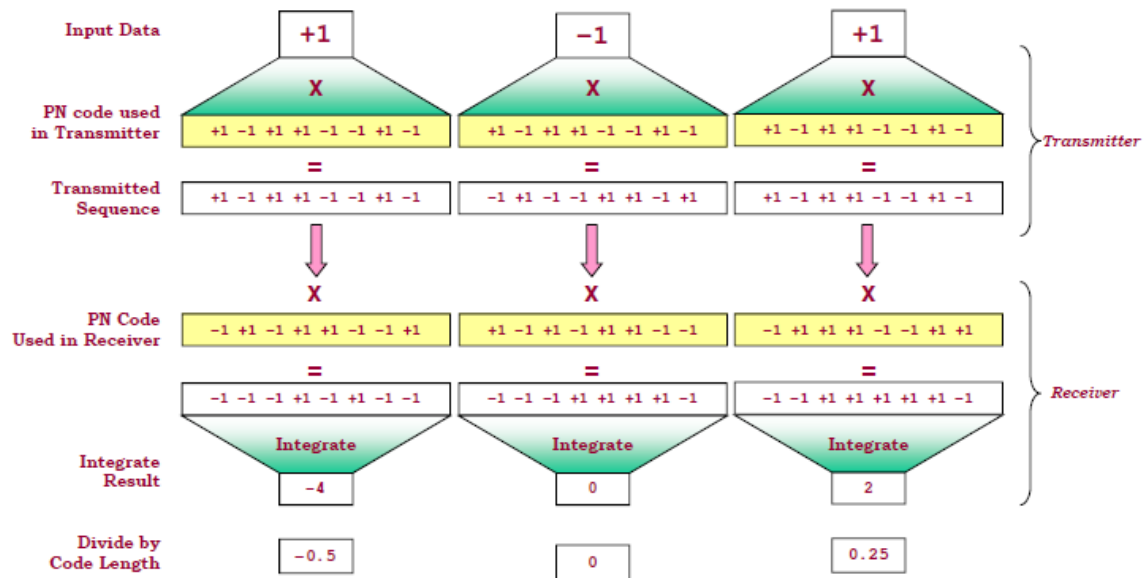 Input Data
+1
-1
+1
X
X
X
PN code used
in Transmitter
+1 -1 +1 +1 -1 -1 +1 -1
+1 -1 +1 +1 -1 -1 +1 -1
+1 -1 +1 +1 -1 -1 +1 -1
Transmitter
=
=
=
Transmitted
Sequence
+1 -1 +1 +1 -1 -1 +1 -1
-1 +1 -1 -1 +1 +1 -1 +1
+1 -1 +1 +1 -1 -1 +1 -1
X
X
X
PN Code
Used in Receiver
-1 +1 -1 +1 +1 -1 -1 +1
+1 -1 +1 -1 +1 +1 -1 -1
-1 +1 +1 +1 -1 -1 +1 +1
=
=
=
-1 -1 -1 +1 -1 +1 -1 -1
-1 -1 -1 +1 +1 +1 +1 -1
-1 -1 +1 +1 +1 +1 +1 -1
Receiver
Integrate
Integrate
Integrate
Integrate
Result
-4
0
2
Divide by
Code Length
-0.5
0
0.25